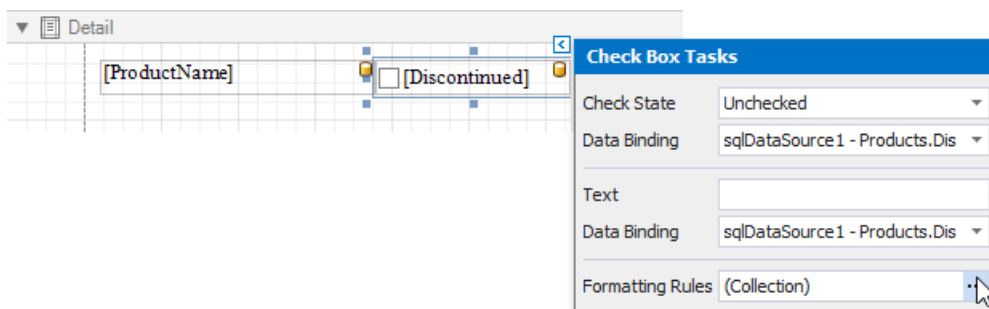 Detail
[ProductName]
[Discontinued]
Check Box Tasks
Check State Unchecked
Data Binding sqlDataSource1 - Products.Dis
Text
Data Binding sqlDataSource1 - Products.Dis
Formatting Rules (Collection)